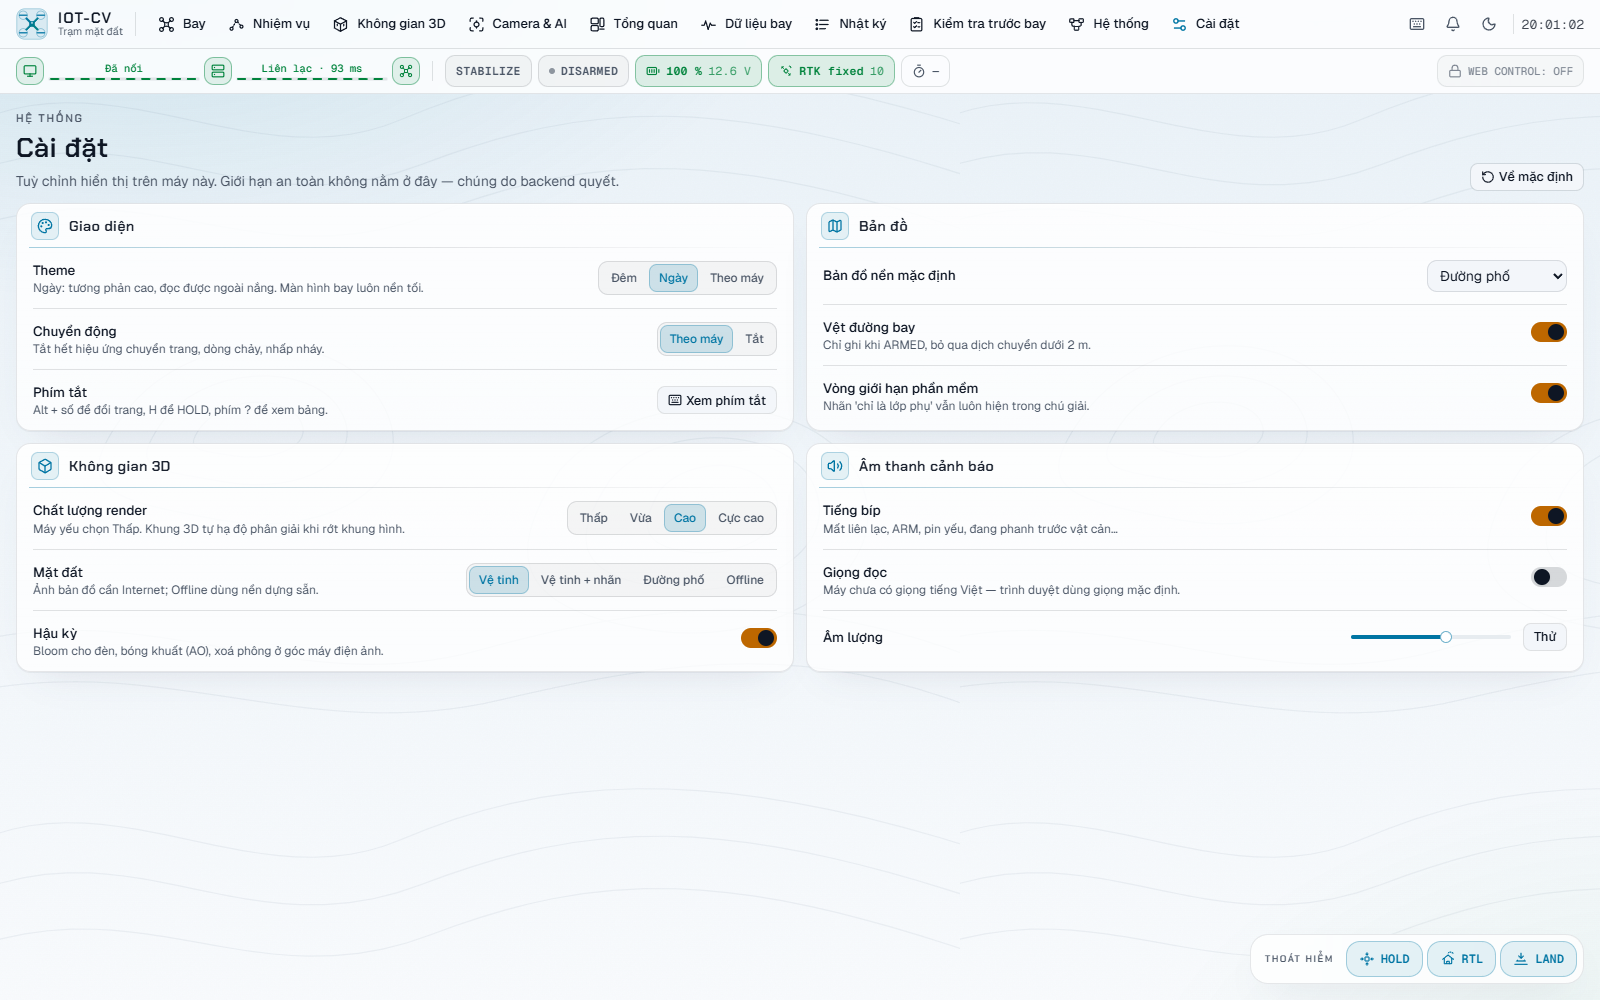 IOT-CV
Trạm mặt đất
Bay
Nhiệm vụ
Không gian 3D
Camera & AI
Tổng quan
Dữ liệu bay
Nhật ký
Kiểm tra trước bay
Hệ thống
Cài đặt
20:01:02
Đã nối
Liên lạc · 93 ms
STABILIZE
DISARMED
100 % 12.6 V
RTK fixed 10
–
WEB CONTROL: OFF
HỆ THỐNG
Cài đặt
Tuỳ chỉnh hiển thị trên máy này. Giới hạn an toàn không nằm ở đây — chúng do backend quyết.
Về mặc định
Giao diện
Theme
Ngày: tương phản cao, đọc được ngoài nắng. Màn hình bay luôn nền tối.
Đêm
Ngày
Theo máy
Chuyển động
Tắt hết hiệu ứng chuyển trang, dòng chảy, nhấp nháy.
Theo máy
Tắt
Phím tắt
Alt + số để đổi trang, H để HOLD, phím ? để xem bảng.
Xem phím tắt
Bản đồ
Bản đồ nền mặc định
Đường phố
Vệt đường bay
Chỉ ghi khi ARMED, bỏ qua dịch chuyển dưới 2 m.
Vòng giới hạn phần mềm
Nhãn 'chỉ là lớp phụ' vẫn luôn hiện trong chú giải.
Không gian 3D
Chất lượng render
Máy yếu chọn Thấp. Khung 3D tự hạ độ phân giải khi rớt khung hình.
Thấp
Vừa
Cao
Cực cao
Mặt đất
Ảnh bản đồ cần Internet; Offline dùng nền dựng sẵn.
Vệ tinh
Vệ tinh + nhãn
Đường phố
Offline
Hậu kỳ
Bloom cho đèn, bóng khuất (AO), xoá phông ở góc máy điện ảnh.
Âm thanh cảnh báo
Tiếng bíp
Mất liên lạc, ARM, pin yếu, đang phanh trước vật cản…
Giọng đọc
Máy chưa có giọng tiếng Việt — trình duyệt dùng giọng mặc định.
Âm lượng
Thử
THOÁT HIỂM
HOLD
RTL
LAND